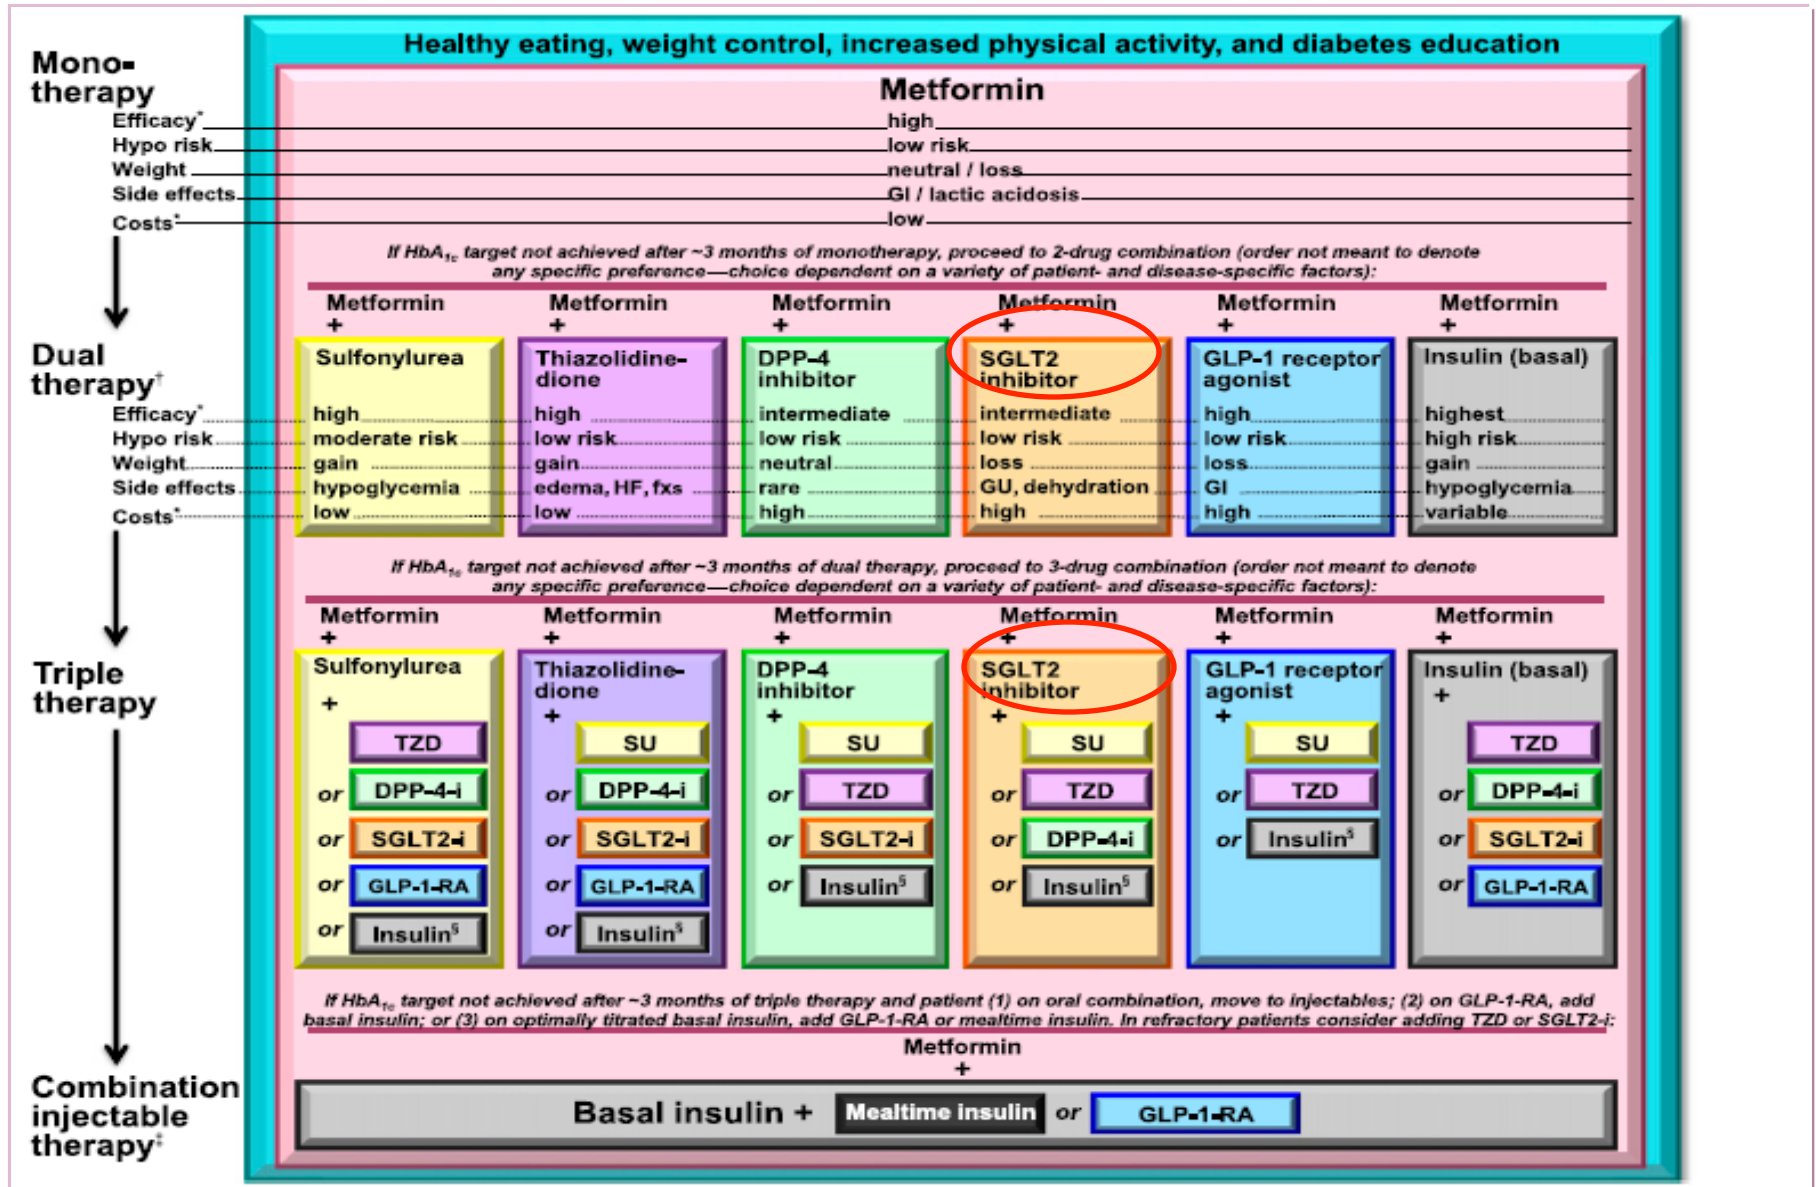 Healthy eating, weight control, increased physical activity, and diabetes education
Mono-
therapy
Metformin
Efficacy* high
Hypo risk low risk
Weight neutral / loss
Side effects GI / lactic acidosis
Costs* low
If HbA1c target not achieved after ~3 months of monotherapy, proceed to 2-drug combination (order not meant to denote
any specific preference—choice dependent on a variety of patient- and disease-specific factors):
Metformin Metformin Metformin Metformin Metformin Metformin
+ + + + + +
Dual
therapy†
Sulfonylurea
Thiazolidine-
dione
DPP-4
inhibitor
SGLT2
inhibitor
GLP-1 receptor
agonist
Insulin (basal)
Efficacy* high high intermediate intermediate high highest
Hypo risk moderate risk low risk low risk low risk low risk high risk
Weight gain gain neutral loss loss gain
Side effects hypoglycemia edema, HF, fxs rare GU, dehydration GI hypoglycemia
Costs* low low high high high variable
If HbA1c target not achieved after ~3 months of dual therapy, proceed to 3-drug combination (order not meant to denote
any specific preference—choice dependent on a variety of patient- and disease-specific factors):
Metformin Metformin Metformin Metformin Metformin Metformin
+ + + + + +
Triple
therapy
Sulfonylurea
+
TZD
or DPP-4-i
or SGLT2-i
or GLP-1-RA
or Insulin§
Thiazolidine-
dione
+
SU
or DPP-4-i
or SGLT2-i
or GLP-1-RA
or Insulin§
DPP-4
inhibitor
+
SU
or TZD
or SGLT2-i
or Insulin§
SGLT2
inhibitor
+
SU
or TZD
or DPP-4-i
or Insulin§
GLP-1 receptor
agonist
+
SU
or TZD
or Insulin§
Insulin (basal)
+
TZD
or DPP-4-i
or SGLT2-i
or GLP-1-RA
If HbA1c target not achieved after ~3 months of triple therapy and patient (1) on oral combination, move to injectables; (2) on GLP-1-RA, add
basal insulin; or (3) on optimally titrated basal insulin, add GLP-1-RA or mealtime insulin. In refractory patients consider adding TZD or SGLT2-i:
Metformin
+
Combination
injectable
therapy‡
Basal insulin + Mealtime insulin or GLP-1-RA